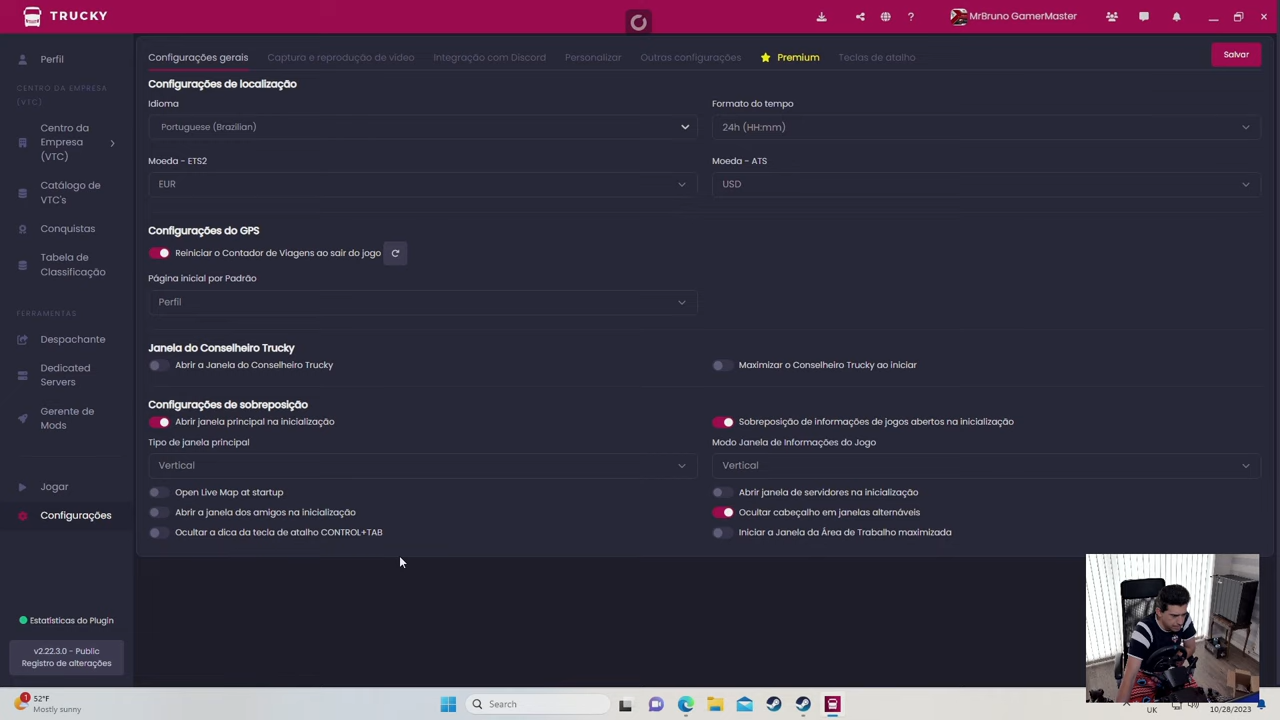 TRUCKY
MrBruno GamerMaster
Perfil
CENTRO DA EMPRESA
(VTC)
Centro da
Empresa
(VTC)
Catálogo de
VTC's
Conquistas
Tabela de
Classificação
FERRAMENTAS
Despachante
Dedicated
Servers
Gerente de
Mods
Jogar
Configurações
Estatísticas do Plugin
v2.22.3.0 - Public
Registro de alterações
Configurações gerais
Captura e reprodução de vídeo
Integração com Discord
Personalizar
Outras configurações
Premium
Teclas de atalho
Salvar
Configurações de localização
Idioma
Formato do tempo
Portuguese (Brazilian)
24h (HH:mm)
Moeda - ETS2
Moeda - ATS
EUR
USD
Configurações do GPS
Reiniciar o Contador de Viagens ao sair do jogo
Página inicial por Padrão
Perfil
Janela do Conselheiro Trucky
Abrir a Janela do Conselheiro Trucky
Maximizar o Conselheiro Trucky ao iniciar
Configurações de sobreposição
Abrir janela principal na inicialização
Sobreposição de informações de jogos abertos na inicialização
Tipo de janela principal
Modo Janela de Informações do Jogo
Vertical
Vertical
Open Live Map at startup
Abrir janela de servidores na inicialização
Abrir a janela dos amigos na inicialização
Ocultar cabeçalho em janelas alternáveis
Ocultar a dica da tecla de atalho CONTROL+TAB
Iniciar a Janela da Área de Trabalho maximizada
1
52°F
Mostly sunny
Search
UK
10/28/2023